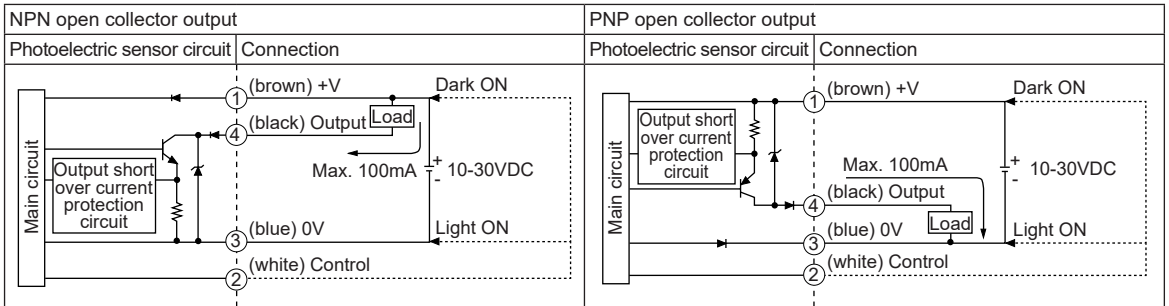 NPN open collector output
Photoelectric sensor circuit
Connection
Main circuit
Output short
over current
protection
circuit
1
(brown) +V
Dark ON
4
(black) Output
Load
Max. 100mA
+
-
10-30VDC
3
(blue) 0V
Light ON
2
(white) Control
PNP open collector output
Photoelectric sensor circuit
Connection
Main circuit
Output short
over current
protection
circuit
1
(brown) +V
Dark ON
Max. 100mA
+
-
10-30VDC
4
(black) Output
Load
3
(blue) 0V
Light ON
2
(white) Control